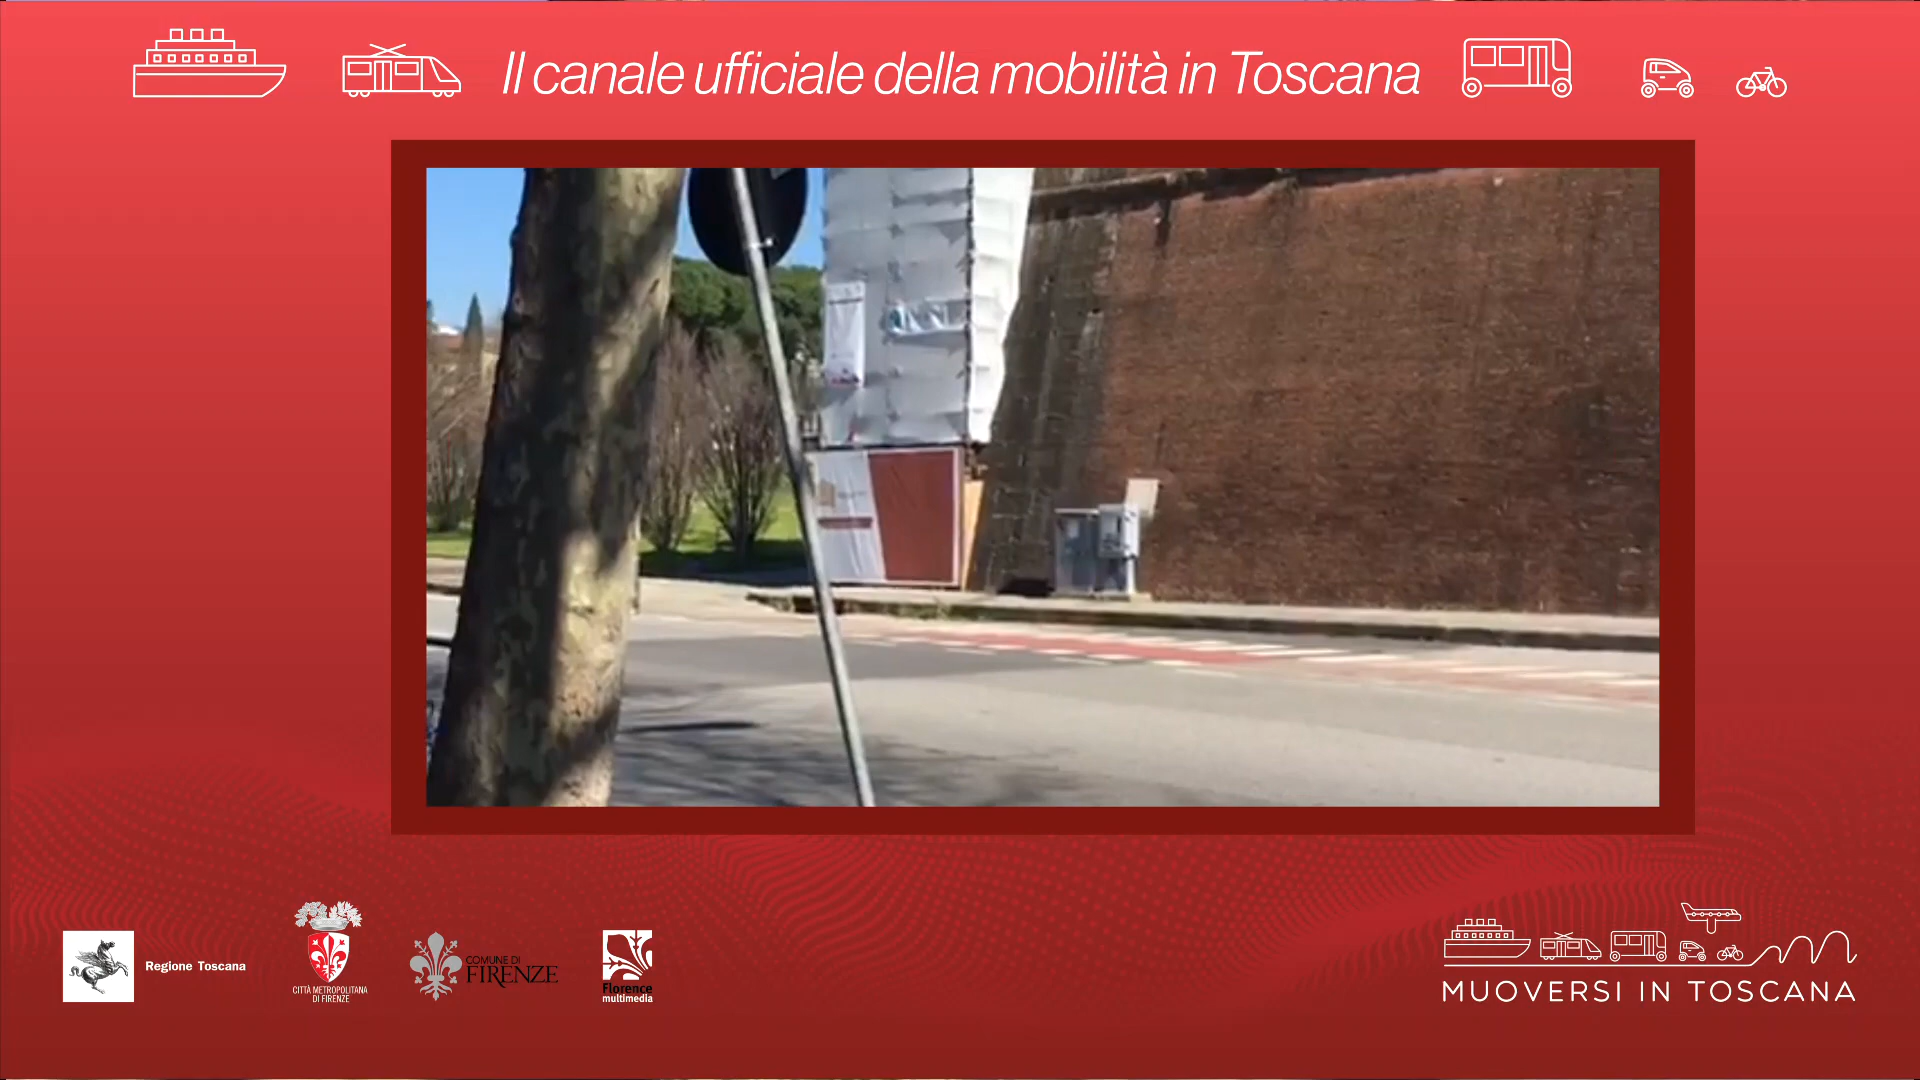 Il canale ufficiale della mobilità in Toscana
Regione Toscana
CITTÀ METROPOLITANA
DI FIRENZE
COMUNE DI
FIRENZE
Florence
multimedia
MUOVERSI IN TOSCANA